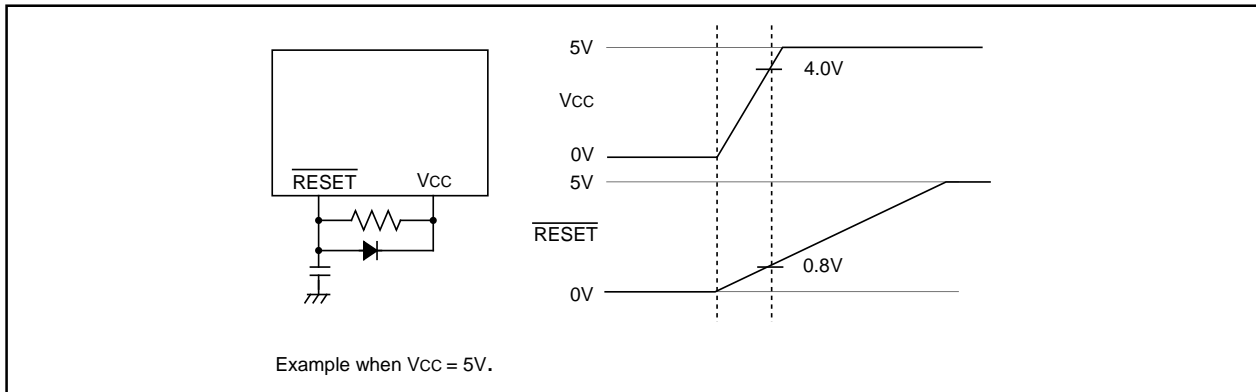 RESET VCC
5V
4.0V
VCC
0V
5V
RESET
0.8V
0V
Example when VCC = 5V.